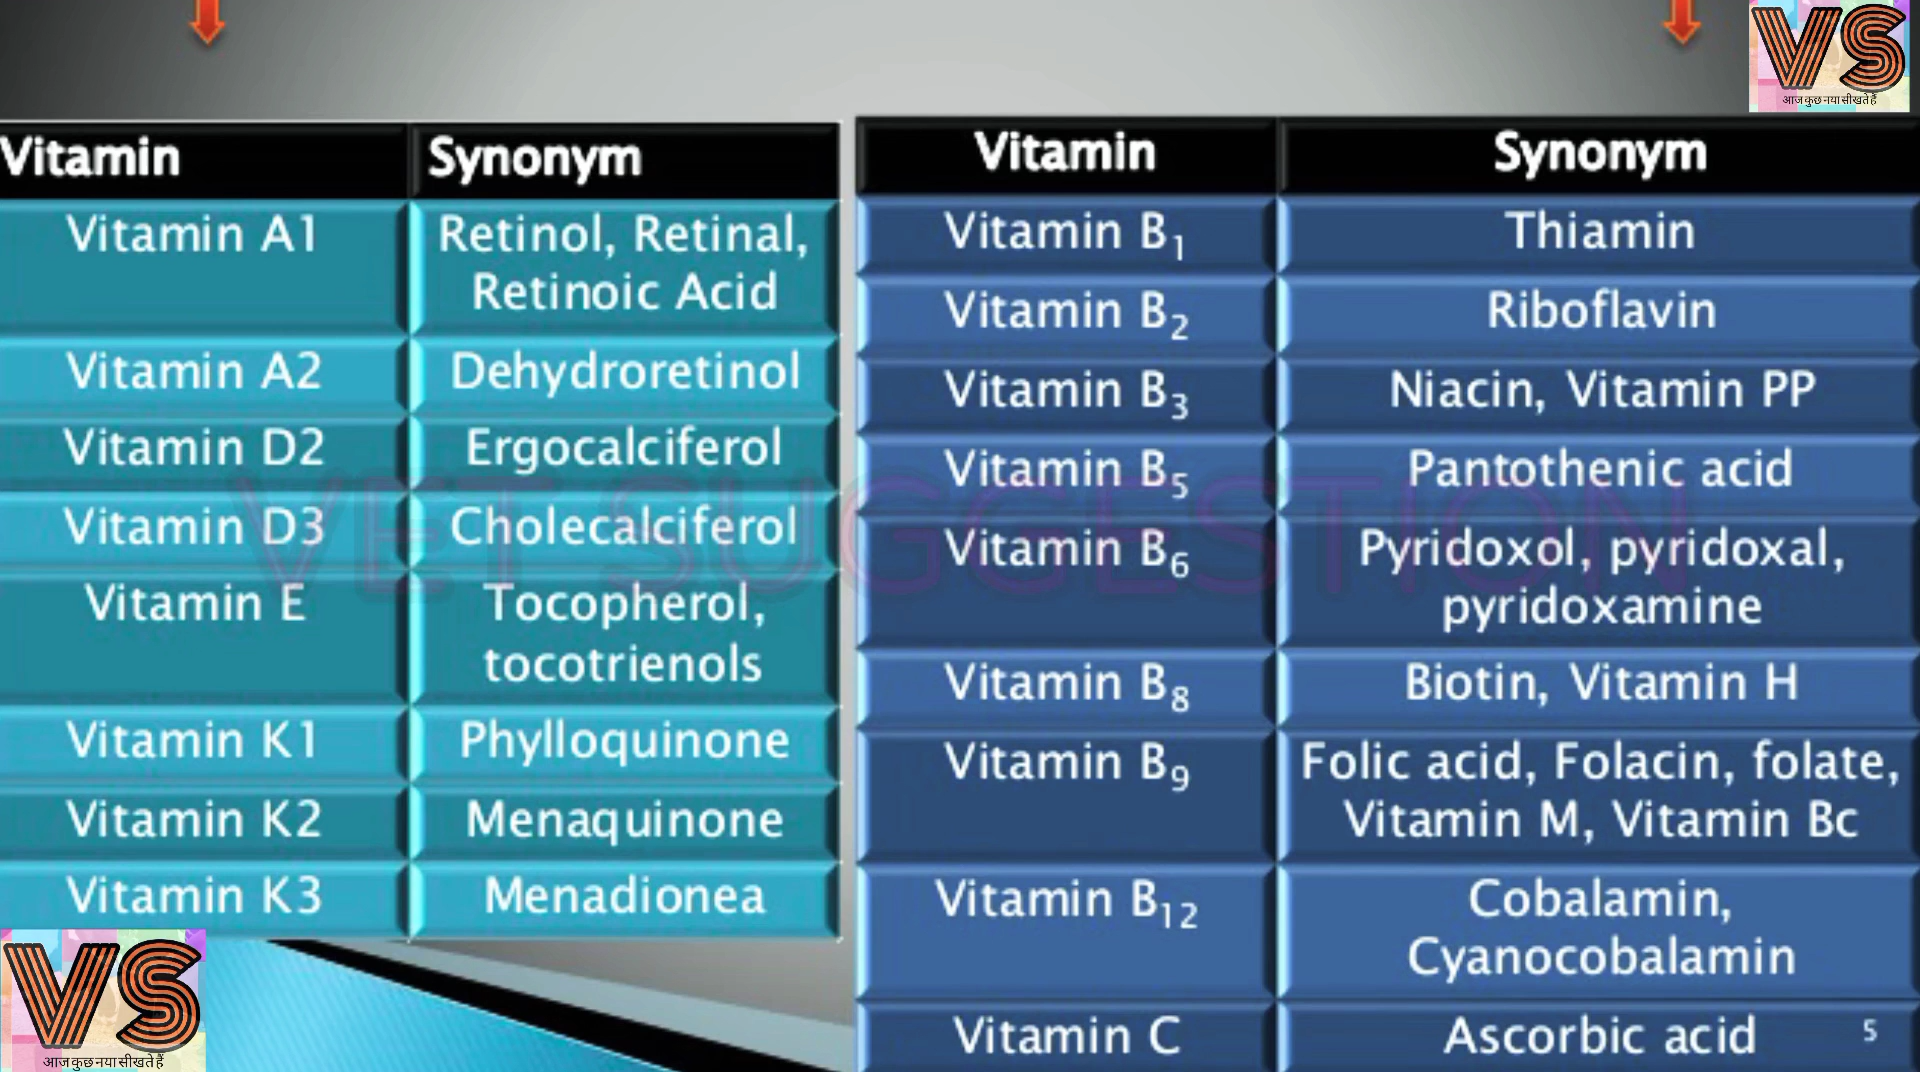 VS
आज कुछ नया सीखते हैं
Vitamin Synonym
Vitamin A1 Retinol, Retinal,
Retinoic Acid
Vitamin A2 Dehydroretinol
Vitamin D2 Ergocalciferol
Vitamin D3 Cholecalciferol
Vitamin E Tocopherol,
tocotrienols
Vitamin K1 Phylloquinone
Vitamin K2 Menaquinone
Vitamin K3 Menadionea
Vitamin Synonym
Vitamin B₁ Thiamin
Vitamin B₂ Riboflavin
Vitamin B₃ Niacin, Vitamin PP
Vitamin B₅ Pantothenic acid
Vitamin B₆ Pyridoxol, pyridoxal,
pyridoxamine
Vitamin B₈ Biotin, Vitamin H
Vitamin B₉ Folic acid, Folacin, folate,
Vitamin M, Vitamin Bc
Vitamin B₁₂ Cobalamin,
Cyanocobalamin
Vitamin C Ascorbic acid
5
VET SUGGESTION
VS
आज कुछ नया सीखते हैं